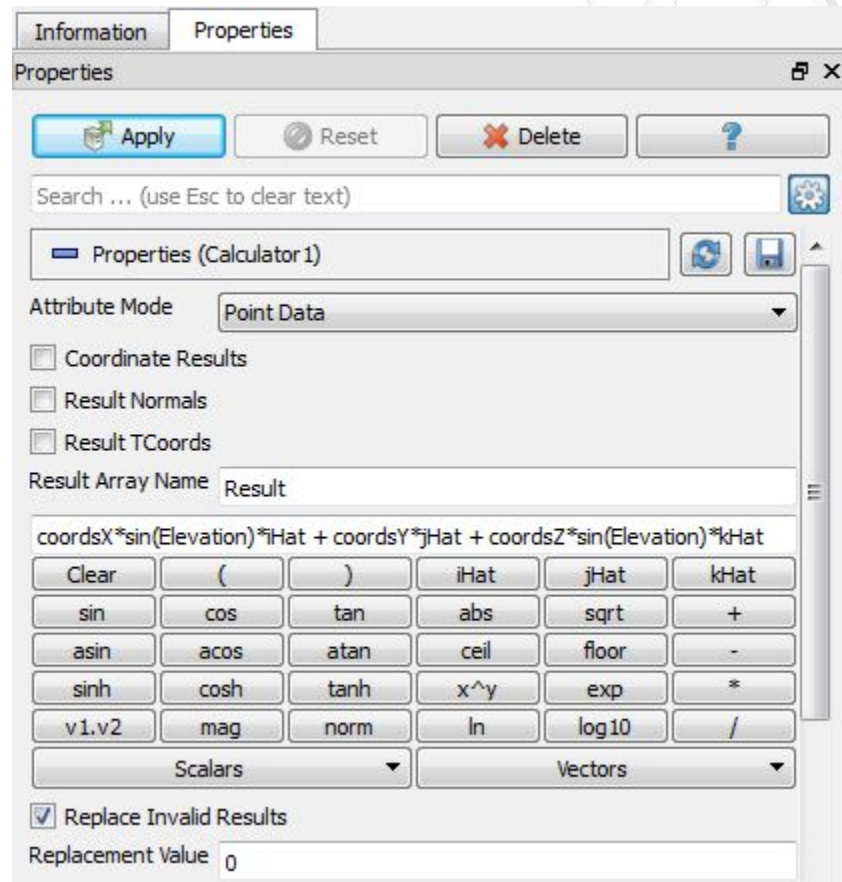 Information Properties
Properties
Apply Reset Delete ?
Search ... (use Esc to clear text)
Properties (Calculator1)
Attribute Mode Point Data
Coordinate Results
Result Normals
Result TCoords
Result Array Name Result
coordsX*sin(Elevation)*iHat + coordsY*jHat + coordsZ*sin(Elevation)*kHat
Clear ( ) iHat jHat kHat
sin cos tan abs sqrt +
asin acos atan ceil floor -
sinh cosh tanh x^y exp *
v1.v2 mag norm ln log10 /
Scalars Vectors
Replace Invalid Results
Replacement Value 0